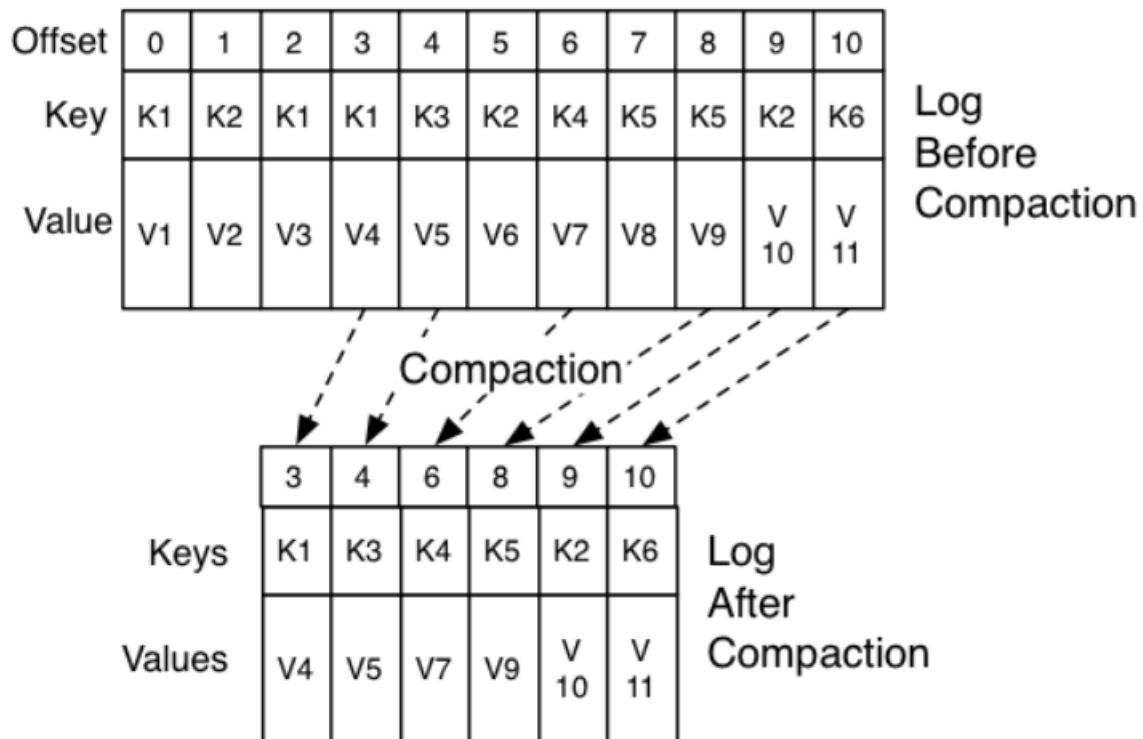 Offset 0 1 2 3 4 5 6 7 8 9 10
Key K1 K2 K1 K1 K3 K2 K4 K5 K5 K2 K6
Value V1 V2 V3 V4 V5 V6 V7 V8 V9 V 10 V 11
Log
Before
Compaction
Compaction
3 4 6 8 9 10
Keys K1 K3 K4 K5 K2 K6
Values V4 V5 V7 V9 V 10 V 11
Log
After
Compaction